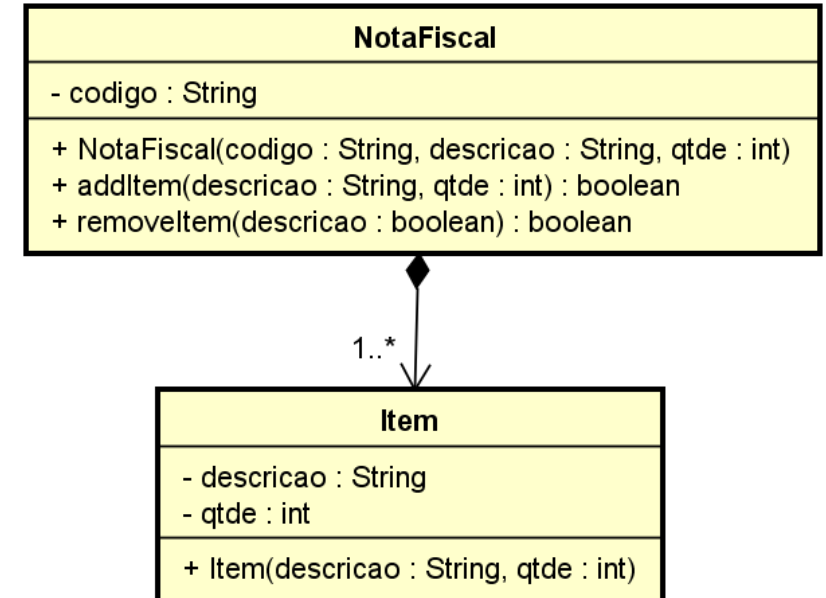 NotaFiscal
- codigo : String
+ NotaFiscal(codigo : String, descricao : String, qtde : int)
+ addItem(descricao : String, qtde : int) : boolean
+ removeItem(descricao : boolean) : boolean
1..*
Item
- descricao : String
- qtde : int
+ Item(descricao : String, qtde : int)